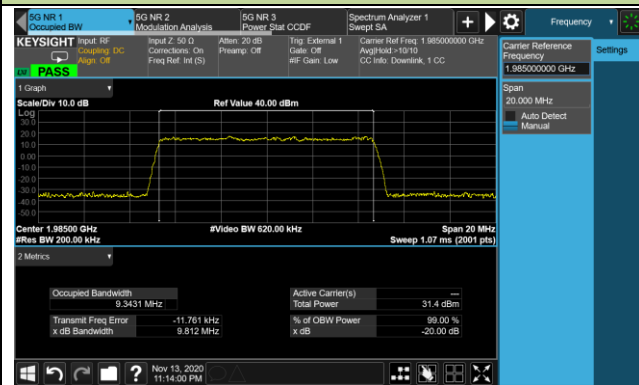 5G NR 1
Occupied BW
5G NR 2
Modulation Analysis
5G NR 3
Power Stat CCDF
Spectrum Analyzer 1
Swept SA
+
Frequency
KEYSIGHT
Input: RF
Coupling: DC
Align: Off
Input Z: 50 Ω
Corrections: On
Freq Ref: Int (S)
Atten: 20 dB
Preamp: Off
Trig: External 1
Gate: Off
#IF Gain: Low
Carrier Ref Freq: 1.985000000 GHz
Avg|Hold:>10/10
CC Info: Downlink, 1 CC
PASS
Carrier Reference
Frequency
1.985000000 GHz
Settings
Span
20.000 MHz
Auto Detect
Manual
1 Graph
Scale/Div 10.0 dB
Ref Value 40.00 dBm
Log
30.0
20.0
10.0
0.00
-10.0
-20.0
-30.0
-40.0
-50.0
Center 1.98500 GHz
#Video BW 620.00 kHz
Span 20 MHz
#Res BW 200.00 kHz
Sweep 1.07 ms (2001 pts)
2 Metrics
Occupied Bandwidth
9.3431 MHz
Active Carrier(s)
---
Total Power
31.4 dBm
Transmit Freq Error
-11.761 kHz
% of OBW Power
99.00 %
x dB Bandwidth
9.812 MHz
x dB
-20.00 dB
?
Nov 13, 2020
11:14:00 PM